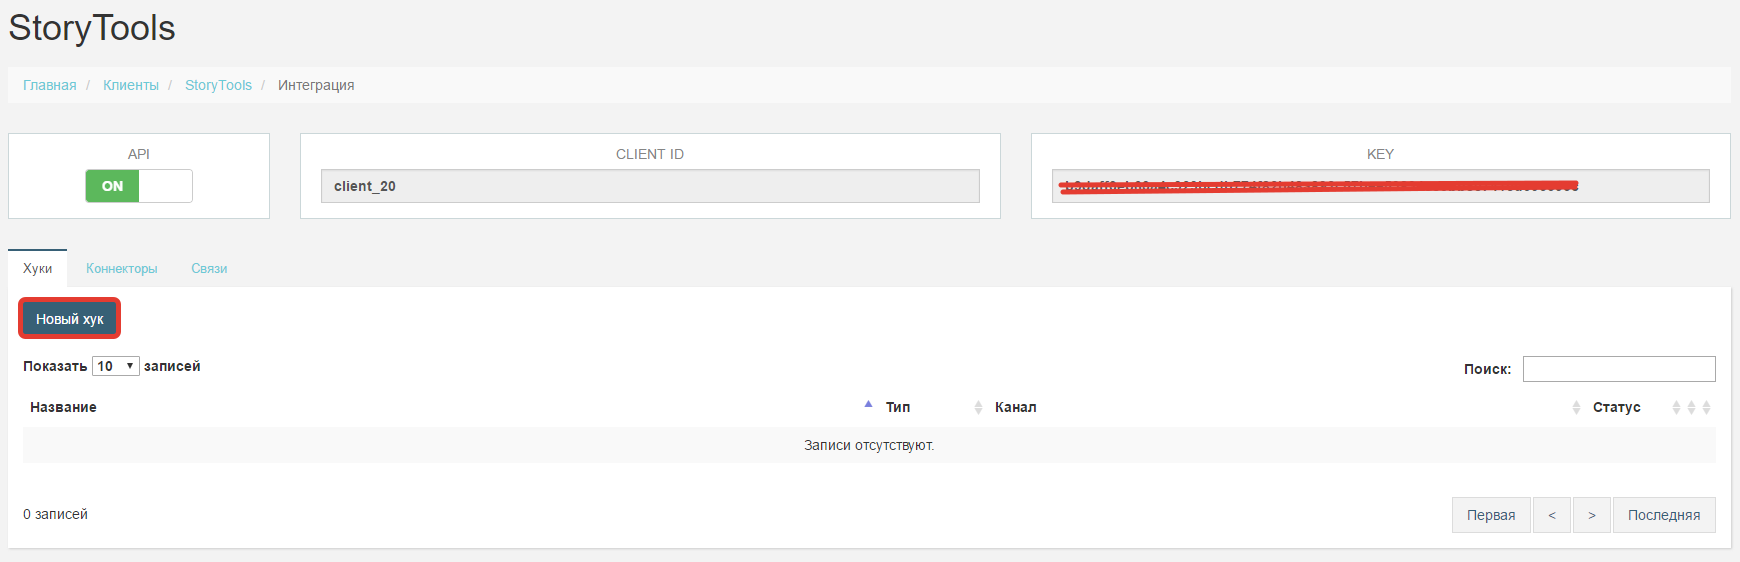 StoryTools
Главная / Клиенты / StoryTools / Интеграция
API
ON
CLIENT ID
client_20
KEY
Хуки Коннекторы Связи
Новый хук
Показать 10 записей
Поиск:
Название Тип Канал Статус
Записи отсутствуют.
0 записей
Первая < > Последняя